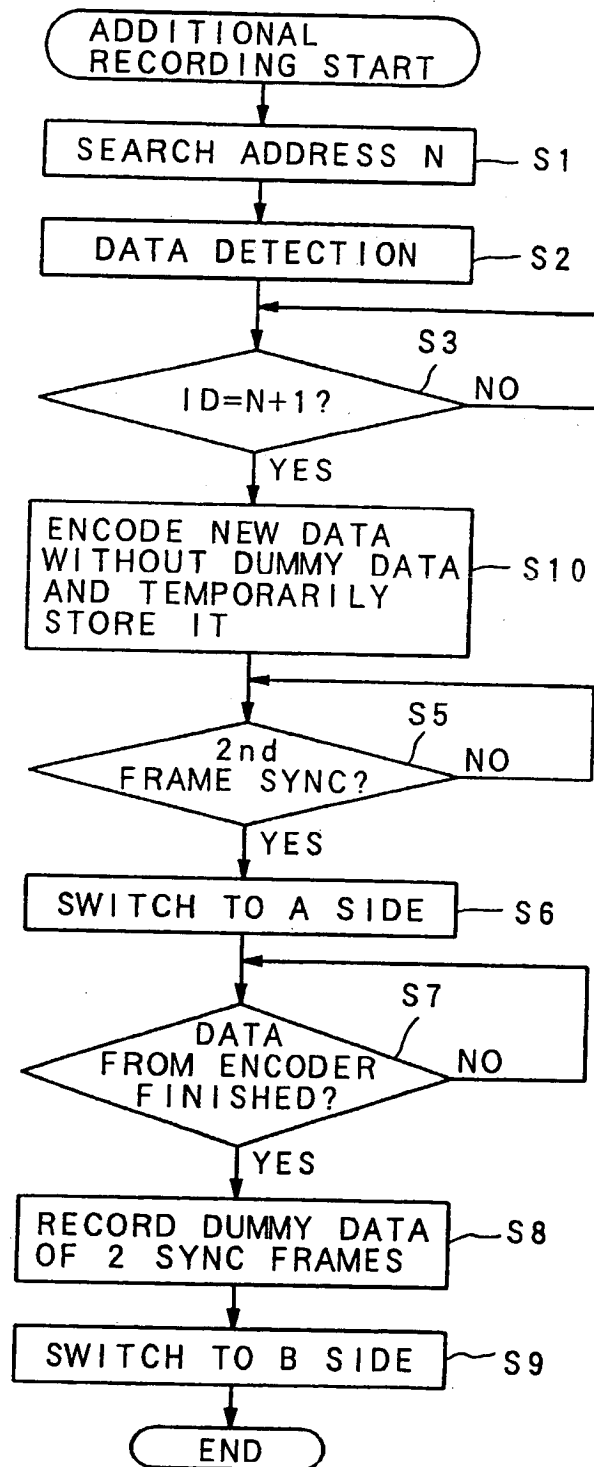 ADDITIONAL
RECORDING START
SEARCH ADDRESS N
S1
DATA DETECTION
S2
S3
ID=N+1?
NO
YES
ENCODE NEW DATA
WITHOUT DUMMY DATA
AND TEMPORARILY
STORE IT
S10
S5
2nd
FRAME SYNC?
NO
YES
SWITCH TO A SIDE
S6
S7
DATA
FROM ENCODER
FINISHED?
NO
YES
RECORD DUMMY DATA
OF 2 SYNC FRAMES
S8
SWITCH TO B SIDE
S9
END